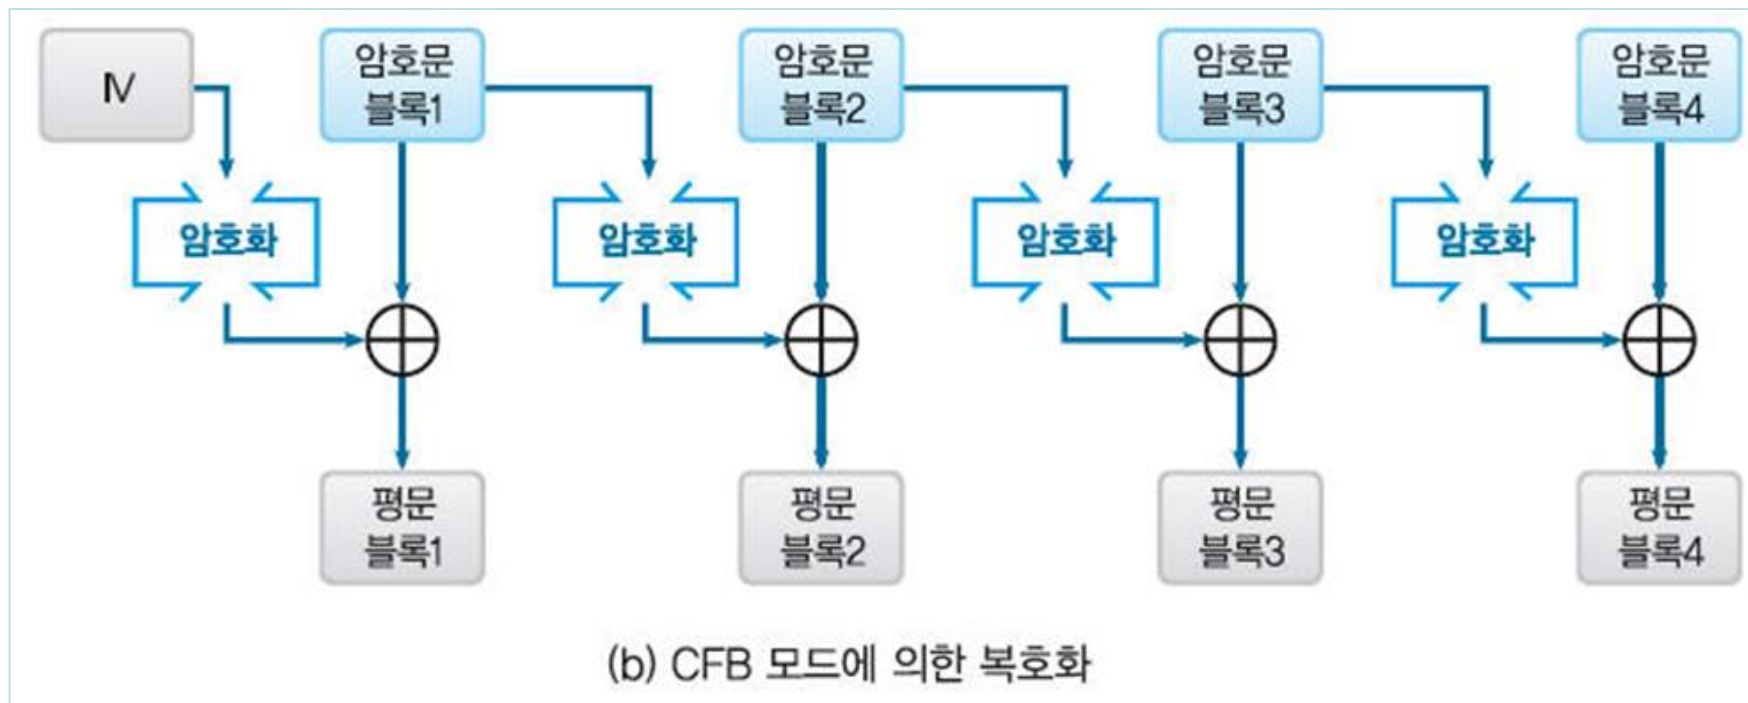 IV
암호문
블록1
암호문
블록2
암호문
블록3
암호문
블록4
암호화
암호화
암호화
암호화
평문
블록1
평문
블록2
평문
블록3
평문
블록4
(b) CFB 모드에 의한 복호화